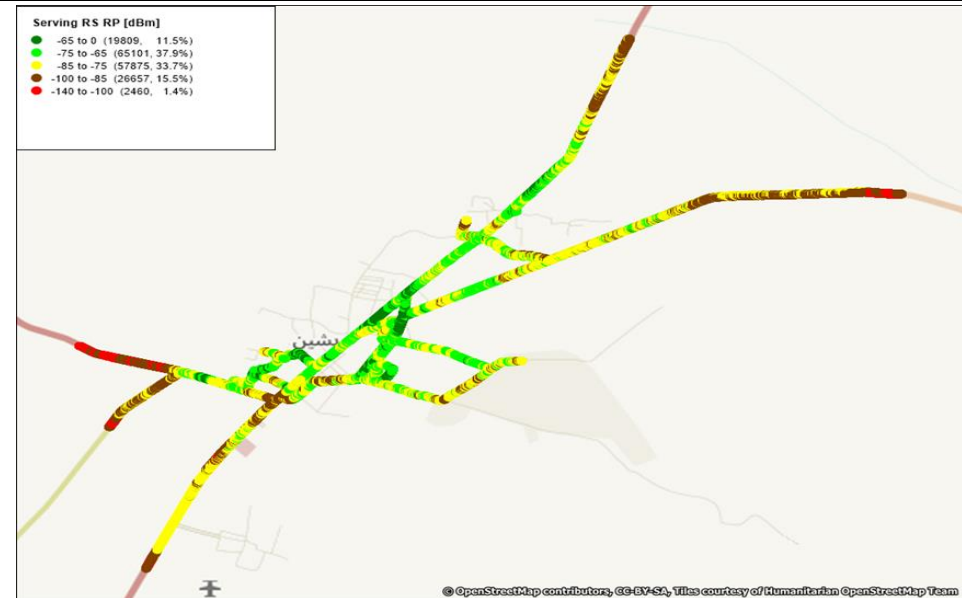 Serving RS RP [dBm]
-65 to 0 (19809, 11.5%)
-75 to -65 (65101, 37.9%)
-85 to -75 (57875, 33.7%)
-100 to -85 (26657, 15.5%)
-140 to -100 (2460, 1.4%)
© OpenStreetMap contributors, CC-BY-SA, Tiles courtesy of Humanitarian OpenStreetMap Team